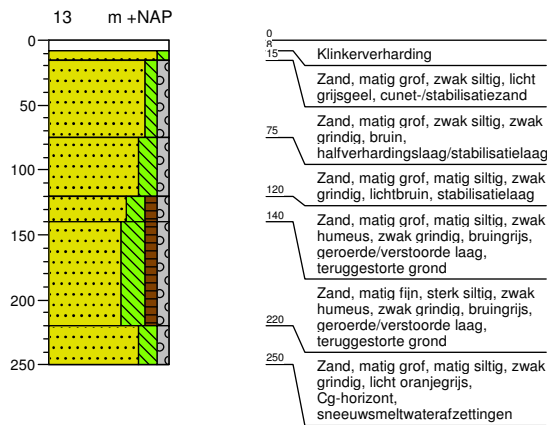 13 m +NAP
0
50
100
150
200
250
0
8
Klinkerverharding
15
Zand, matig grof, zwak siltig, licht
grijsgeel, cunet-/stabilisatiezand
75
Zand, matig grof, zwak siltig, zwak
grindig, bruin,
halfverhardingslaag/stabilisatielaag
120
Zand, matig grof, matig siltig, zwak
grindig, lichtbruin, stabilisatielaag
140
Zand, matig grof, matig siltig, zwak
humeus, zwak grindig, bruingrijs,
geroerde/verstoorde laag,
teruggestorte grond
220
Zand, matig fijn, sterk siltig, zwak
humeus, zwak grindig, bruingrijs,
geroerde/verstoorde laag,
teruggestorte grond
250
Zand, matig grof, matig siltig, zwak
grindig, licht oranjegrijs,
Cg-horizont,
sneeuwsmeltwaterafzettingen